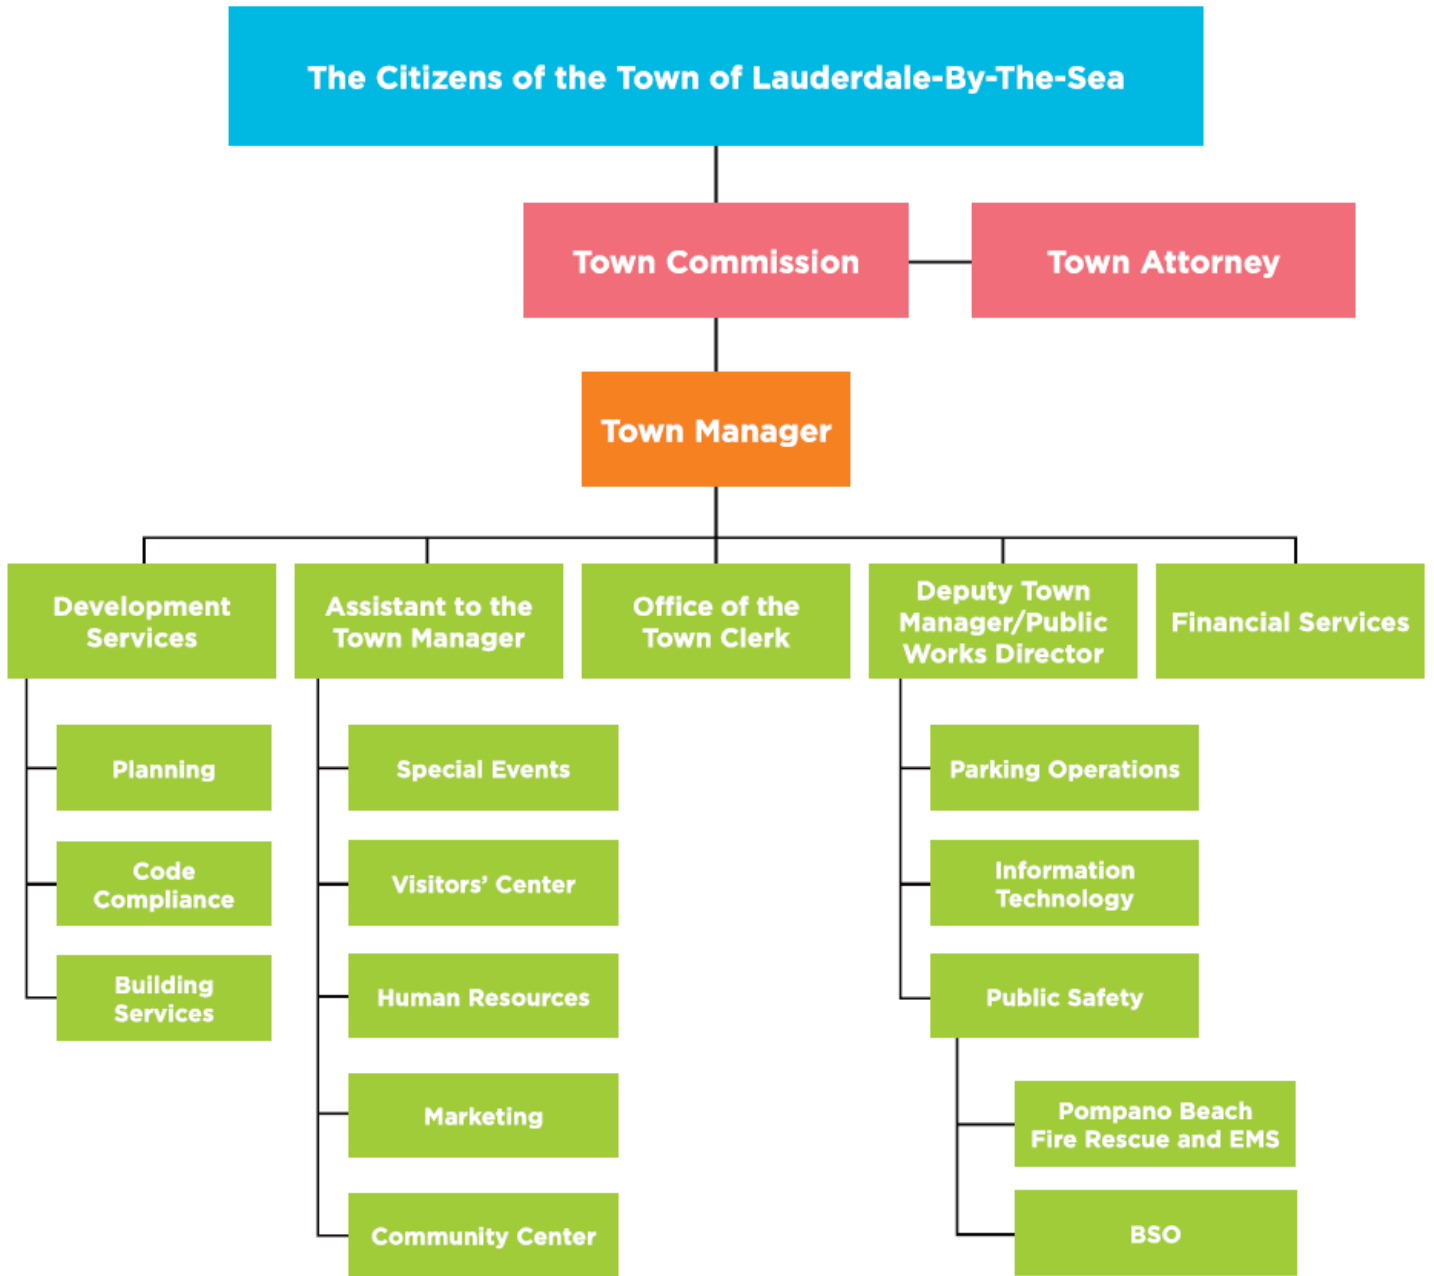 The Citizens of the Town of Lauderdale-By-The-Sea
Town Commission
Town Attorney
Town Manager
Development
Services
Assistant to the
Town Manager
Office of the
Town Clerk
Deputy Town
Manager/Public
Works Director
Financial Services
Planning
Code
Compliance
Building
Services
Special Events
Visitors’ Center
Human Resources
Marketing
Community Center
Parking Operations
Information
Technology
Public Safety
Pompano Beach
Fire Rescue and EMS
BSO